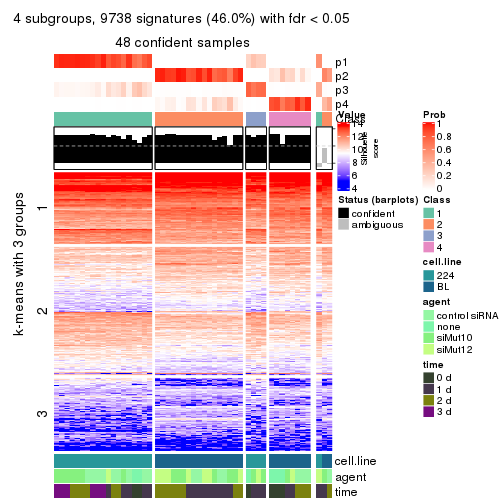 4 subgroups, 9738 signatures (46.0%) with fdr < 0.05
48 confident samples
p1
p2
p3
p4
Class
Silhouette
score
k-means with 3 groups
1
2
3
cell.line
agent
time
Value
14
12
10
8
6
4
Status (barplots)
confident
ambiguous
Prob
1
0.8
0.6
0.4
0.2
0
Class
1
2
3
4
cell.line
224
BL
agent
control siRNA
none
siMut10
siMut12
time
0 d
1 d
2 d
3 d